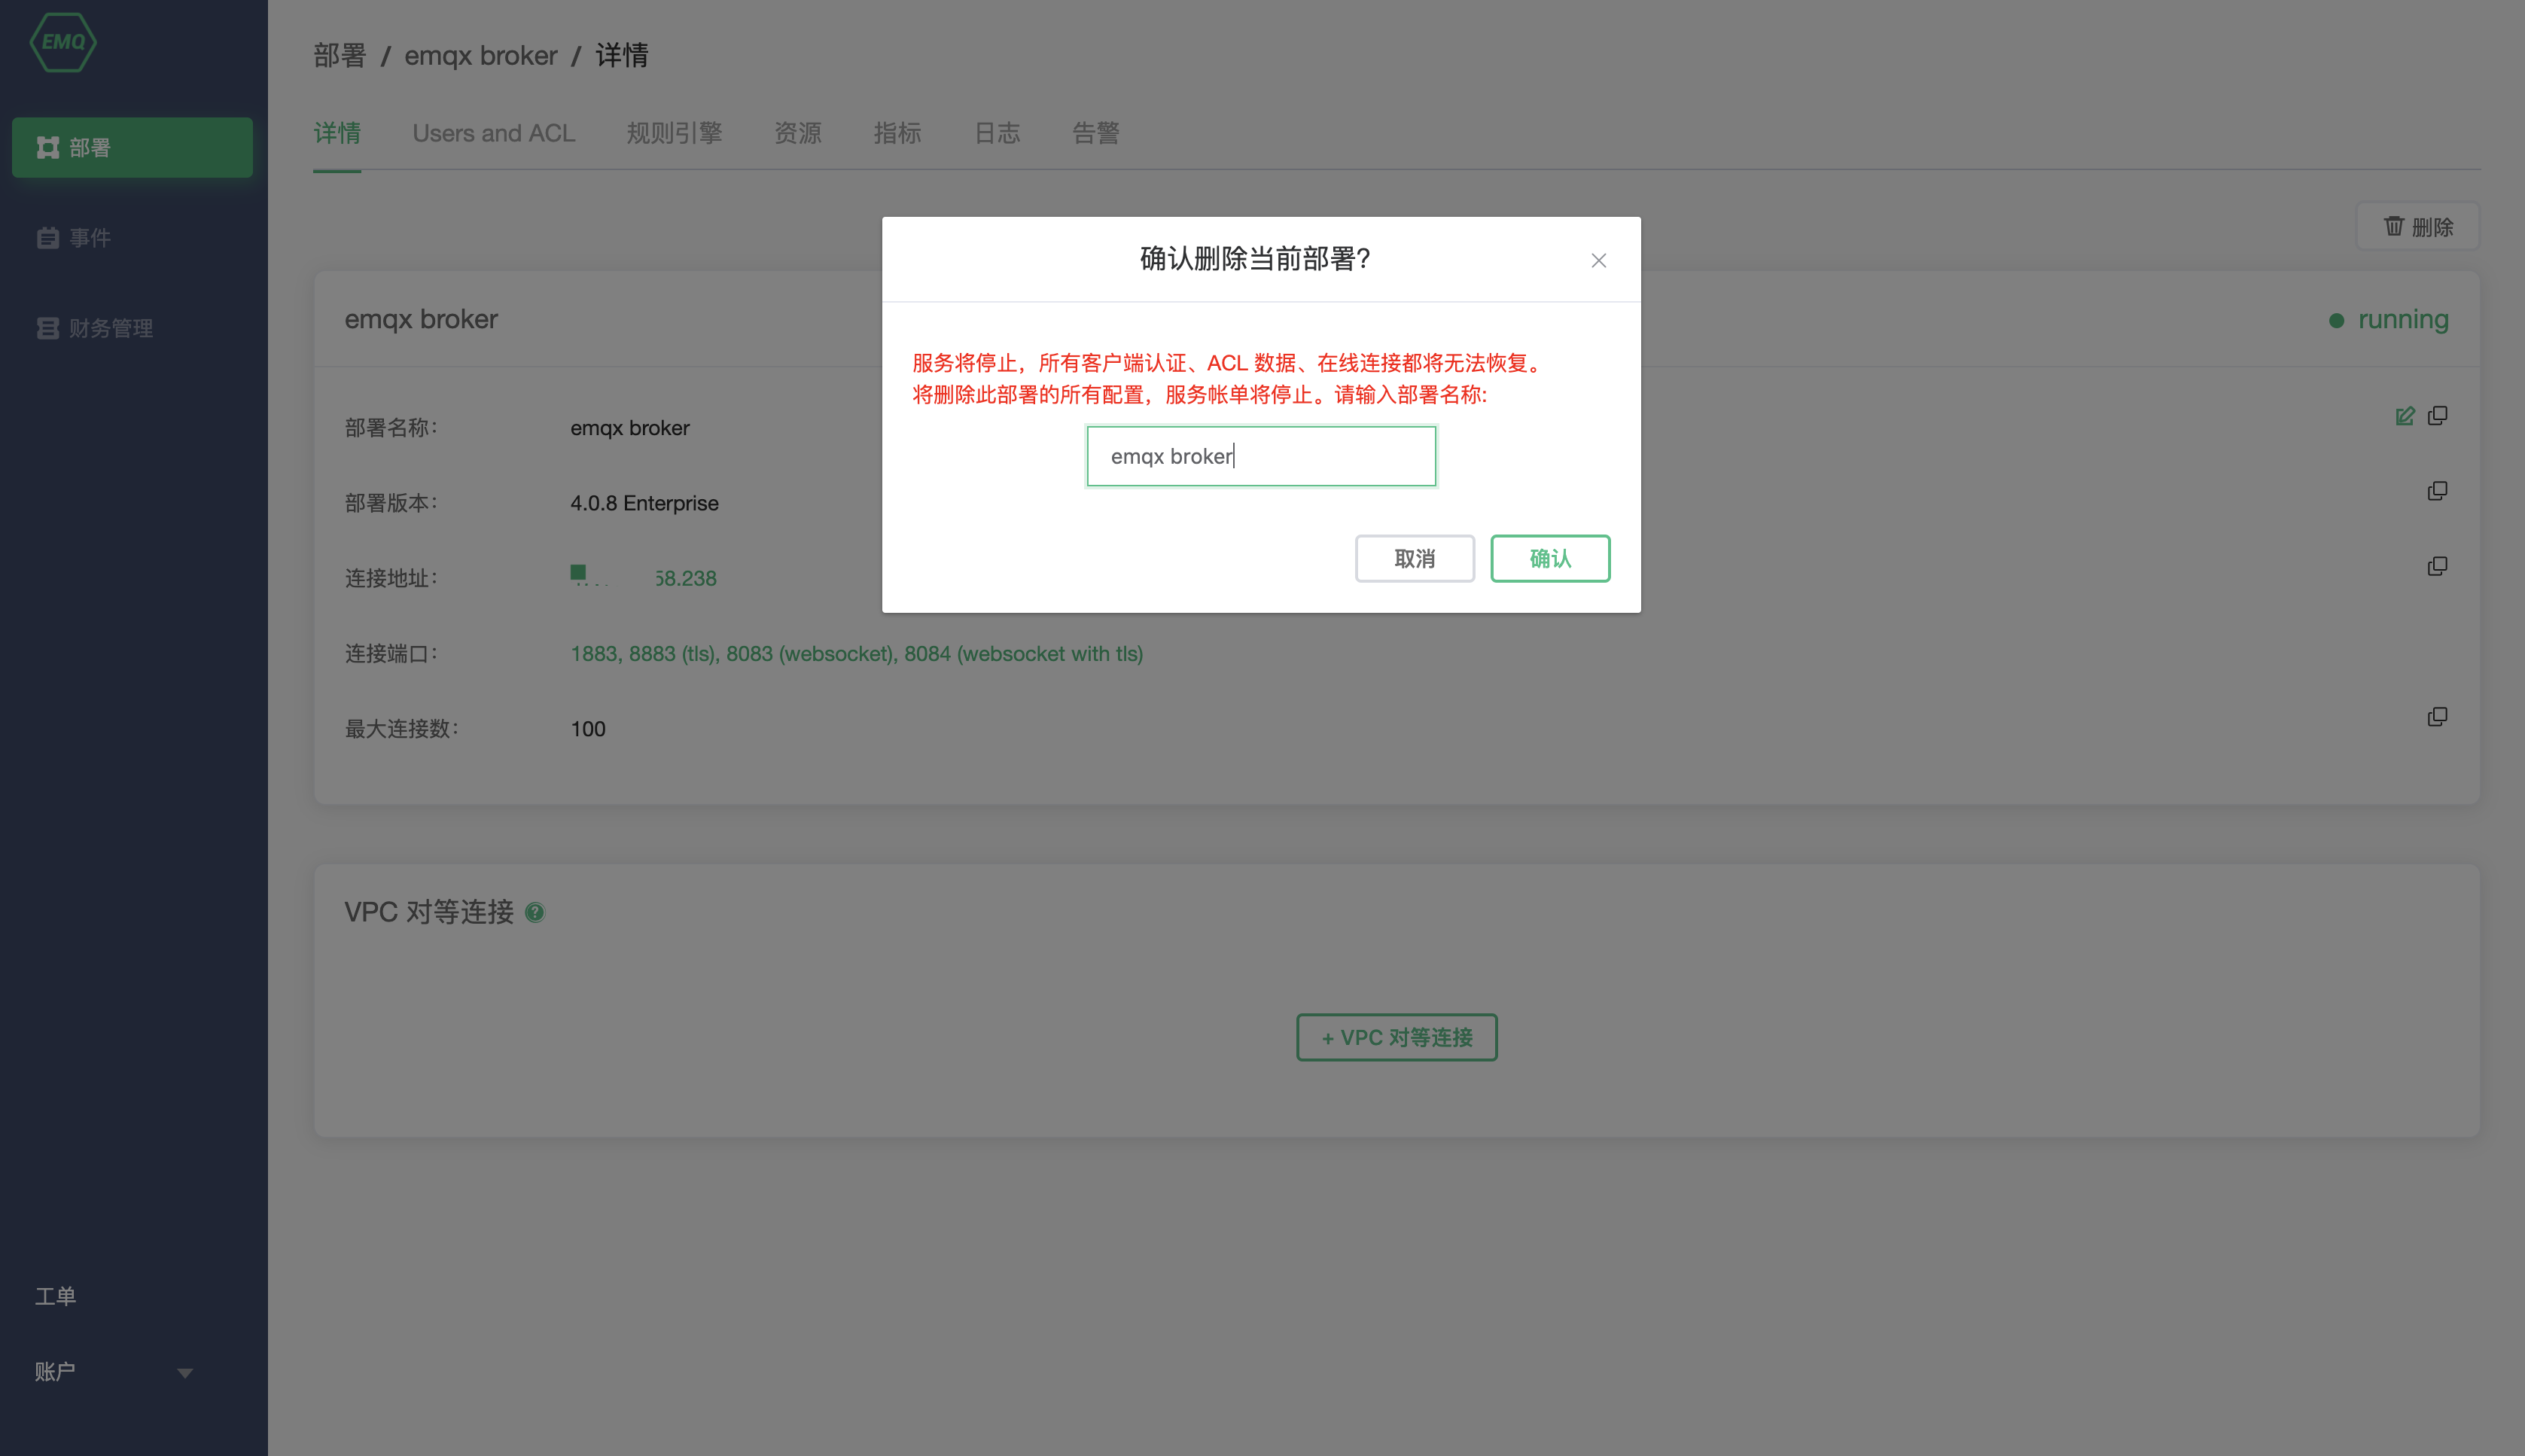 EMQ
部署
事件
财务管理
工单
账户
部署 / emqx broker / 详情
详情 Users and ACL 规则引擎 资源 指标 日志 告警
删除
emqx broker
running
部署名称: emqx broker
部署版本: 4.0.8 Enterprise
连接地址: 58.238
连接端口: 1883, 8883 (tls), 8083 (websocket), 8084 (websocket with tls)
最大连接数: 100
VPC 对等连接
+ VPC 对等连接
确认删除当前部署?
服务将停止，所有客户端认证、ACL 数据、在线连接都将无法恢复。
将删除此部署的所有配置，服务帐单将停止。请输入部署名称:
emqx broker
取消 确认